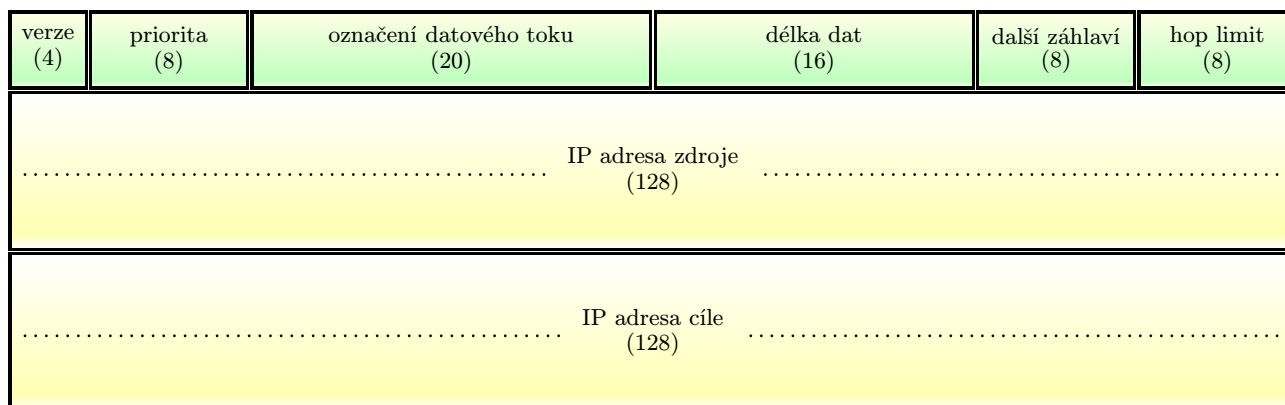 verze priorita označení datového toku délka dat další záhlaví hop limit
(4) (8) (20) (16) (8) (8)
IP adresa zdroje
(128)
IP adresa cíle
(128)